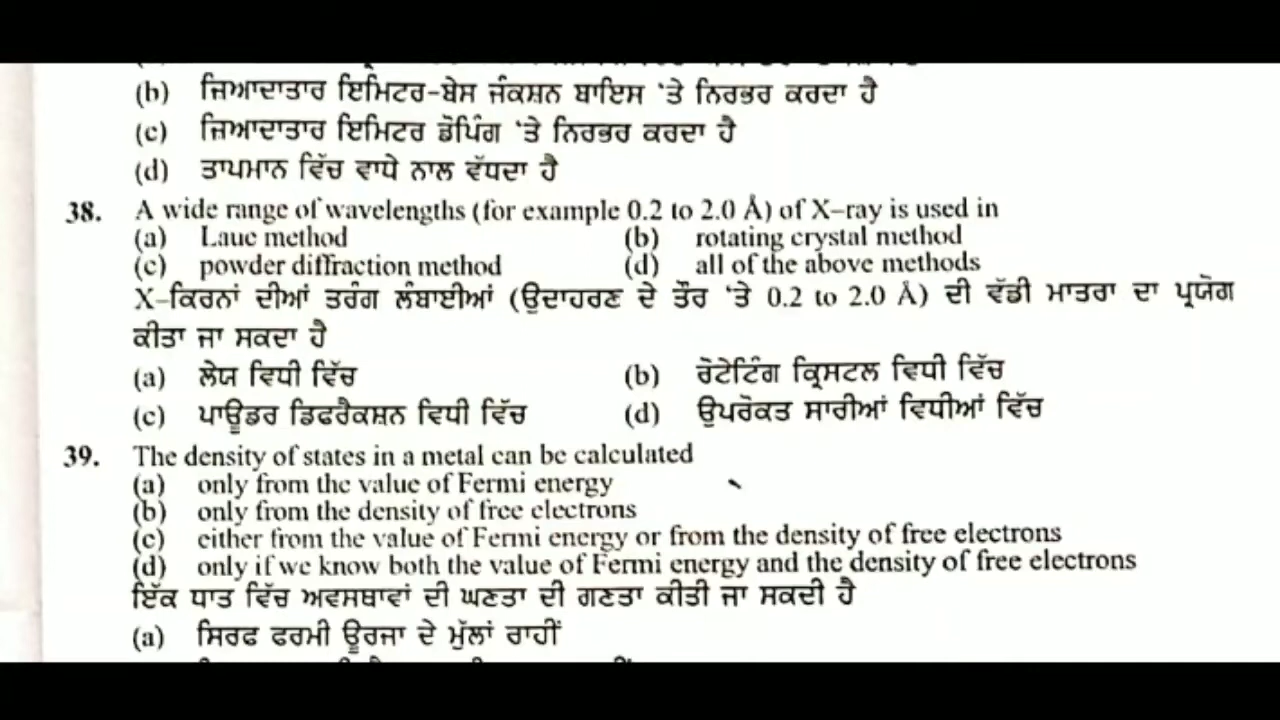 (b) ਜ਼ਿਆਦਾਤਾਰ ਇਮਿਟਰ-ਬੇਸ ਜੰਕਸ਼ਨ ਬਾਇਸ 'ਤੇ ਨਿਰਭਰ ਕਰਦਾ ਹੈ
(c) ਜ਼ਿਆਦਾਤਾਰ ਇਮਿਟਰ ਡੋਪਿੰਗ 'ਤੇ ਨਿਰਭਰ ਕਰਦਾ ਹੈ
(d) ਤਾਪਮਾਨ ਵਿੱਚ ਵਾਧੇ ਨਾਲ ਵੱਧਦਾ ਹੈ
38. A wide range of wavelengths (for example 0.2 to 2.0 Å) of X-ray is used in
(a) Laue method (b) rotating crystal method
(c) powder diffraction method (d) all of the above methods
X-ਕਿਰਨਾਂ ਦੀਆਂ ਤਰੰਗ ਲੰਬਾਈਆਂ (ਉਦਾਹਰਣ ਦੇ ਤੌਰ 'ਤੇ 0.2 to 2.0 Å) ਦੀ ਵੱਡੀ ਮਾਤਰਾ ਦਾ ਪ੍ਰਯੋਗ
ਕੀਤਾ ਜਾ ਸਕਦਾ ਹੈ
(a) ਲੇਯ ਵਿਧੀ ਵਿੱਚ (b) ਰੋਟੇਟਿੰਗ ਕ੍ਰਿਸਟਲ ਵਿਧੀ ਵਿੱਚ
(c) ਪਾਊਡਰ ਡਿਫਰੈਕਸ਼ਨ ਵਿਧੀ ਵਿੱਚ (d) ਉਪਰੋਕਤ ਸਾਰੀਆਂ ਵਿਧੀਆਂ ਵਿੱਚ
39. The density of states in a metal can be calculated
(a) only from the value of Fermi energy
(b) only from the density of free electrons
(c) either from the value of Fermi energy or from the density of free electrons
(d) only if we know both the value of Fermi energy and the density of free electrons
ਇੱਕ ਧਾਤ ਵਿੱਚ ਅਵਸਥਾਵਾਂ ਦੀ ਘਣਤਾ ਦੀ ਗਣਤਾ ਕੀਤੀ ਜਾ ਸਕਦੀ ਹੈ
(a) ਸਿਰਫ ਫਰਮੀ ਊਰਜਾ ਦੇ ਮੁੱਲਾਂ ਰਾਹੀਂ